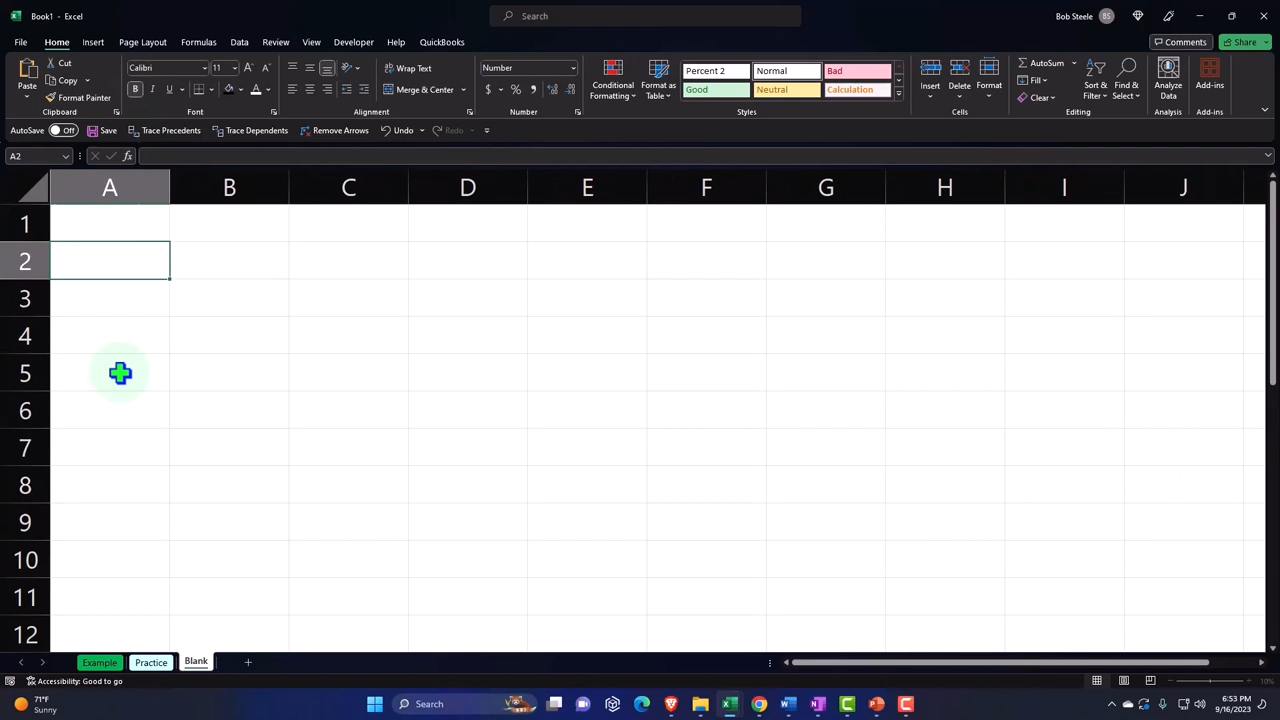 Book1 - Excel
Search
Bob Steele BS
File Home Insert Page Layout Formulas Data Review View Developer Help QuickBooks Comments Share
Paste Cut Copy Format Painter Clipboard
Calibri 11 B I U A Font
Wrap Text Merge & Center Alignment
Number $ % Number
Conditional Formatting Format as Table
Percent 2 Normal Bad
Good Neutral Calculation
Styles
Insert Delete Format Cells
AutoSum Fill Clear Sort & Filter Find & Select Editing
Analyze Data Analysis
Add-ins Add-ins
AutoSave Off Save Trace Precedents Trace Dependents Remove Arrows Undo Redo
A2 fx
A B C D E F G H I J
1
2
3
4
5
6
7
8
9
10
11
12
Example Practice Blank
Accessibility: Good to go 10%
71°F
Sunny
Search
6:53 PM
9/16/2023